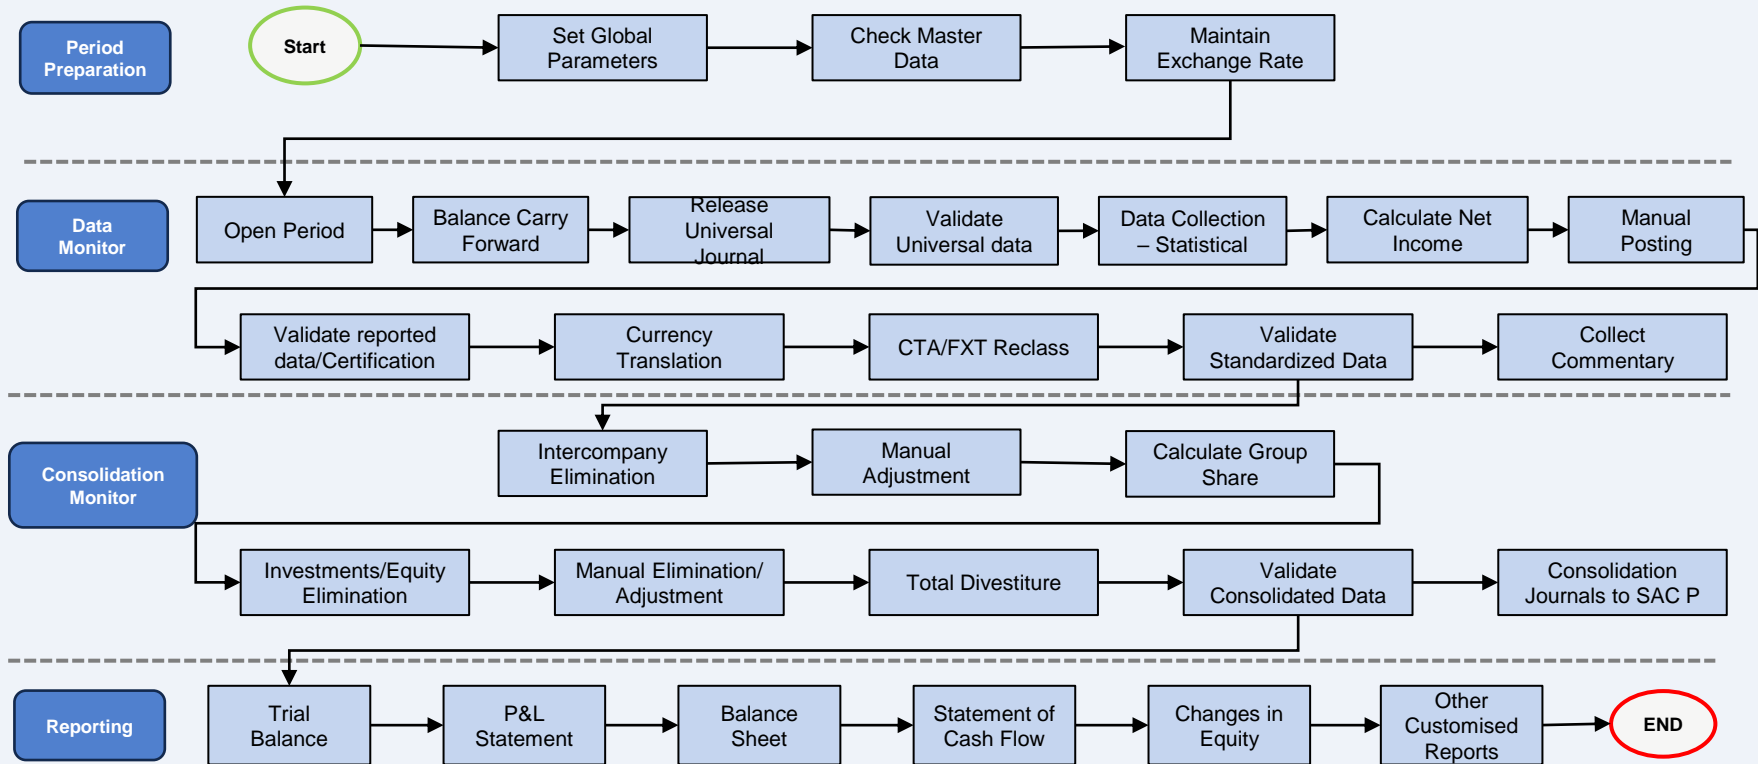 Period
Preparation
Start
Set Global
Parameters
Check Master
Data
Maintain
Exchange Rate
Data
Monitor
Open Period
Balance Carry
Forward
Release
Universal
Journal
Validate
Universal data
Data Collection
– Statistical
Calculate Net
Income
Manual
Posting
Validate reported
data/Certification
Currency
Translation
CTA/FXT Reclass
Validate
Standardized Data
Collect
Commentary
Consolidation
Monitor
Intercompany
Elimination
Manual
Adjustment
Calculate Group
Share
Investments/Equity
Elimination
Manual Elimination/
Adjustment
Total Divestiture
Validate
Consolidated Data
Consolidation
Journals to SAC P
Reporting
Trial
Balance
P&L
Statement
Balance
Sheet
Statement of
Cash Flow
Changes in
Equity
Other
Customised
Reports
END